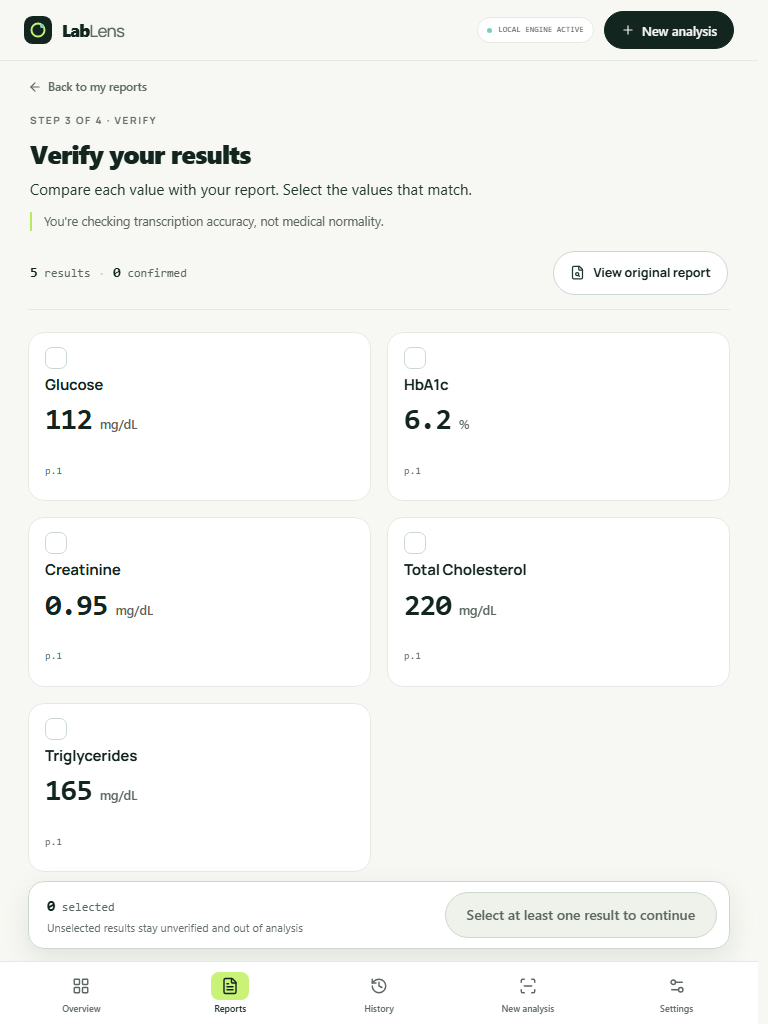 LabLens
LOCAL ENGINE ACTIVE
+ New analysis
← Back to my reports
STEP 3 OF 4 · VERIFY
Verify your results
Compare each value with your report. Select the values that match.
You're checking transcription accuracy, not medical normality.
5 results · 0 confirmed
View original report
Glucose
112 mg/dL
p.1
HbA1c
6.2 %
p.1
Creatinine
0.95 mg/dL
p.1
Total Cholesterol
220 mg/dL
p.1
Triglycerides
165 mg/dL
p.1
0 selected
Unselected results stay unverified and out of analysis
Select at least one result to continue
Overview
Reports
History
New analysis
Settings